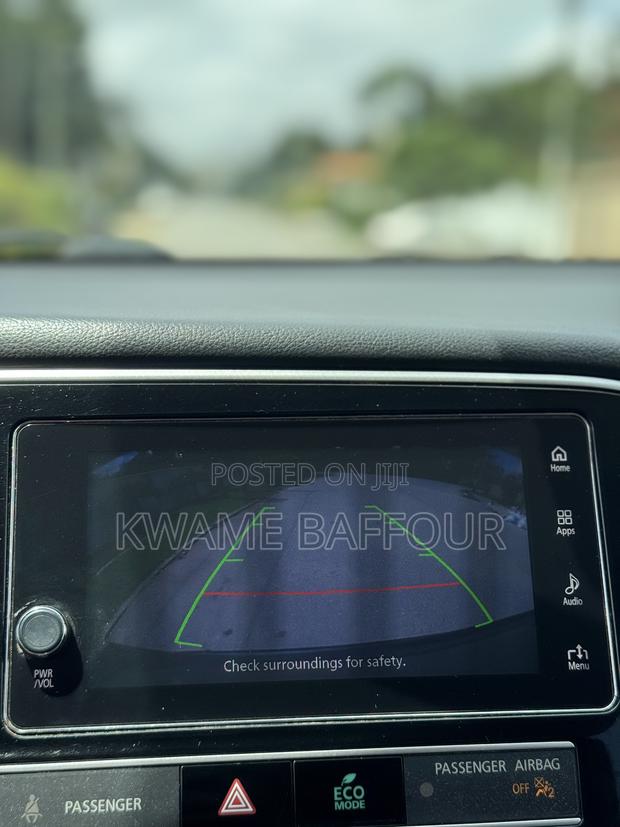 POSTED ON JIJI
KWAME BAFFOUR
Home
Apps
Audio
Menu
PWR
/VOL
Check surroundings for safety.
PASSENGER
ECO
MODE
PASSENGER AIRBAG
OFF
2